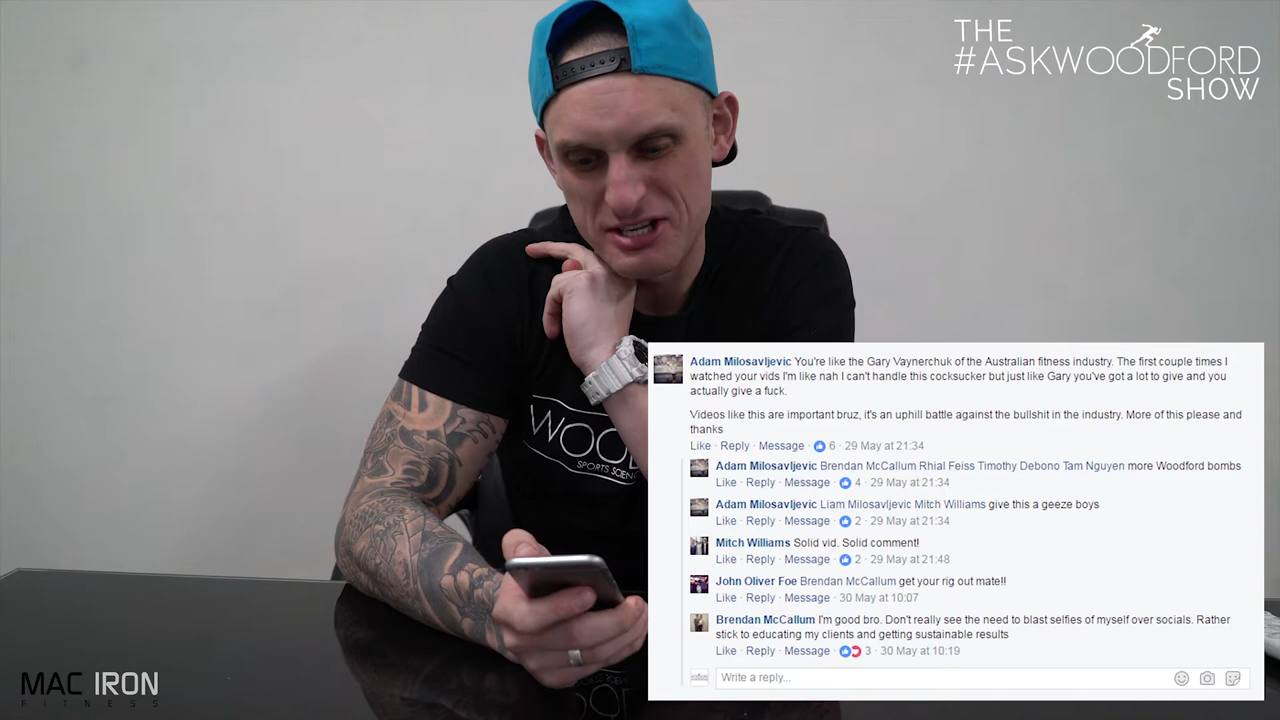 THE
#ASKWOODFORD
SHOW
WOOD
SPORTS SCIENC
Adam Milosavljevic You're like the Gary Vaynerchuk of the Australian fitness industry. The first couple times I
watched your vids I'm like nah I can't handle this cocksucker but just like Gary you've got a lot to give and you
actually give a fuck.
Videos like this are important bruz, it's an uphill battle against the bullshit in the industry. More of this please and
thanks
Like · Reply · Message · 6 · 29 May at 21:34
Adam Milosavljevic Brendan McCallum Rhial Feiss Timothy Debono Tam Nguyen more Woodford bombs
Like · Reply · Message · 4 · 29 May at 21:34
Adam Milosavljevic Liam Milosavljevic Mitch Williams give this a geeze boys
Like · Reply · Message · 2 · 29 May at 21:34
Mitch Williams Solid vid. Solid comment!
Like · Reply · Message · 2 · 29 May at 21:48
John Oliver Foe Brendan McCallum get your rig out mate!!
Like · Reply · Message · 30 May at 10:07
Brendan McCallum I'm good bro. Don't really see the need to blast selfies of myself over socials. Rather
stick to educating my clients and getting sustainable results
Like · Reply · Message · 3 · 30 May at 10:19
Write a reply...
MAC IRON
FITNESS